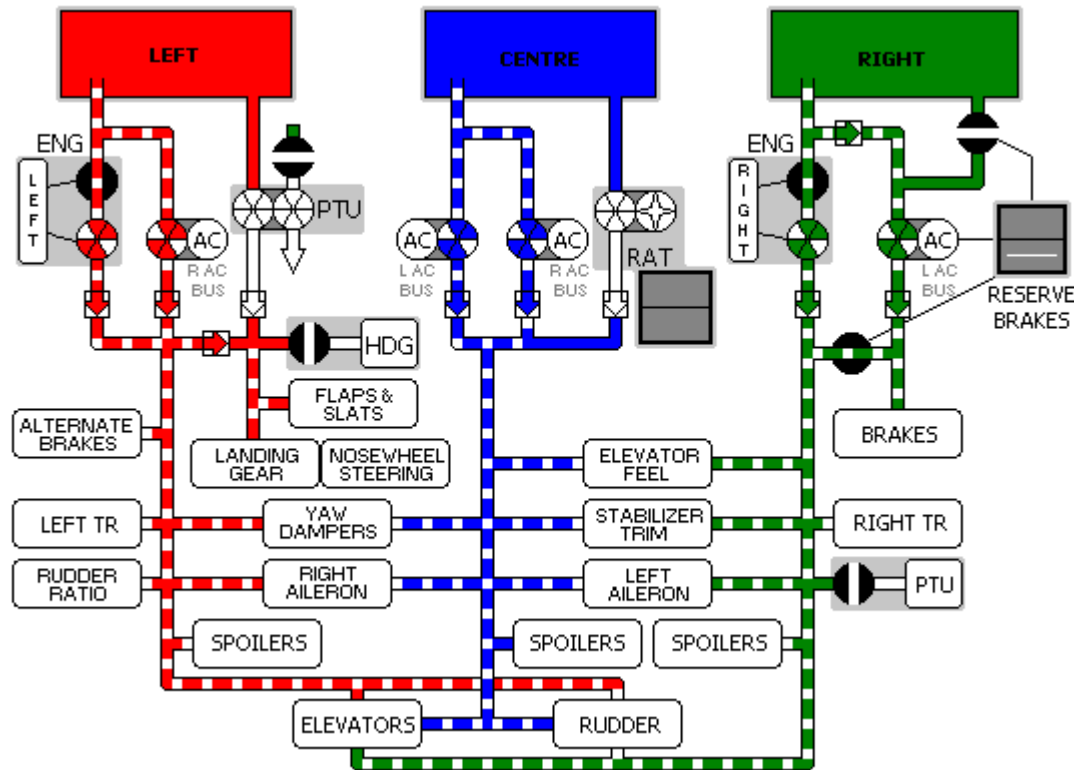 LEFT
CENTRE
RIGHT
ENG
ENG
LEFT
PTU
RIGHT
AC
AC
AC
AC
R AC
BUS
L AC
BUS
R AC
BUS
RAT
L AC
BUS
RESERVE
BRAKES
HDG
FLAPS &
SLATS
ALTERNATE
BRAKES
LANDING
GEAR
NOSEWHEEL
STEERING
ELEVATOR
FEEL
BRAKES
LEFT TR
YAW
DAMPERS
STABILIZER
TRIM
RIGHT TR
RUDDER
RATIO
RIGHT
AILERON
LEFT
AILERON
PTU
SPOILERS
SPOILERS
SPOILERS
ELEVATORS
RUDDER